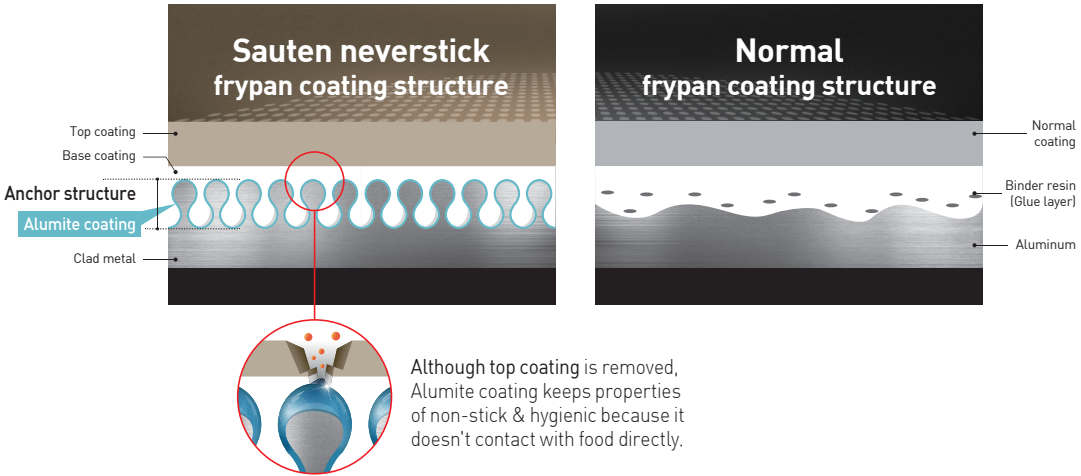 Sauten neverstick
frypan coating structure
Top coating
Base coating
Anchor structure
Alumite coating
Clad metal
Normal
frypan coating structure
Normal
coating
Binder resin
(Glue layer)
Aluminum
Although top coating is removed,
Alumite coating keeps properties
of non-stick & hygienic because it
doesn't contact with food directly.